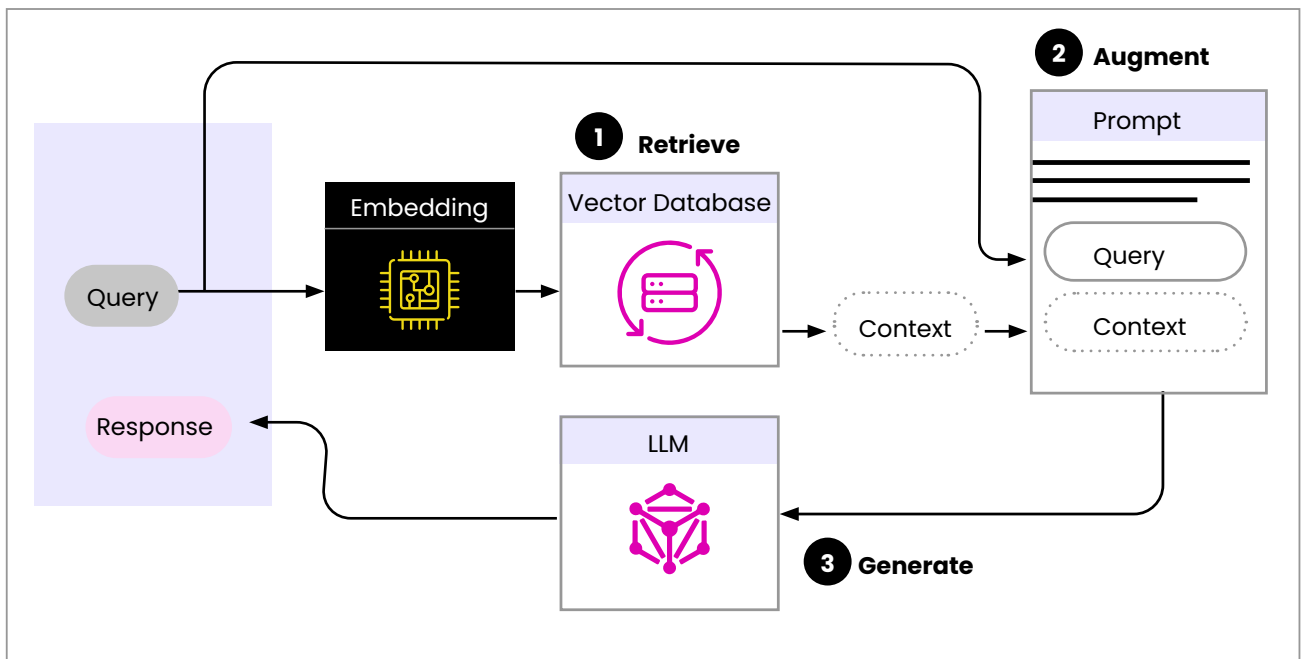 2 Augment
Prompt
1 Retrieve
Embedding
Vector Database
Query
Query
Context
Context
Response
LLM
3 Generate